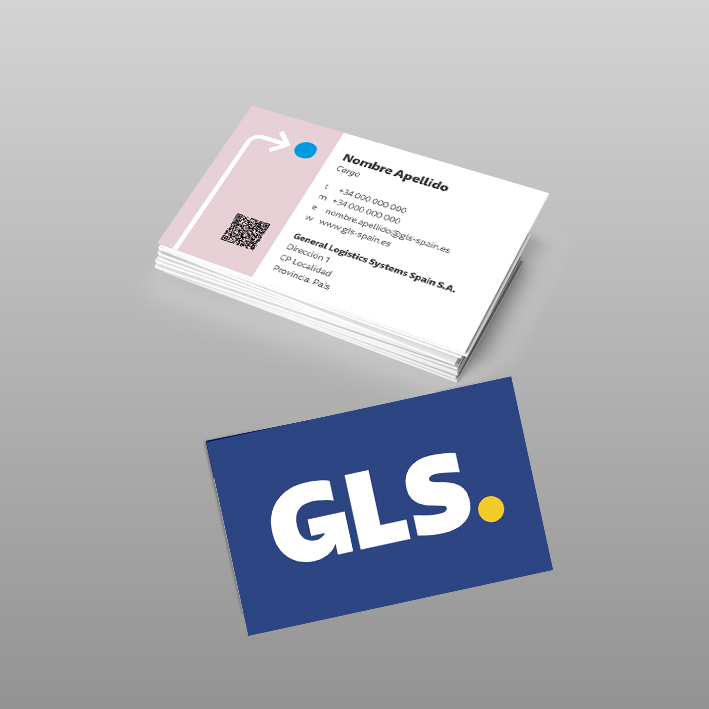 Nombre Apellido
Cargo
t +34 000 000 000
m +34 000 000 000
e nombre.apellido@gls-spain.es
w www.gls-spain.es
General Logistics Systems Spain S.A.
Dirección 1
CP Localidad
Provincia. País
GLS.